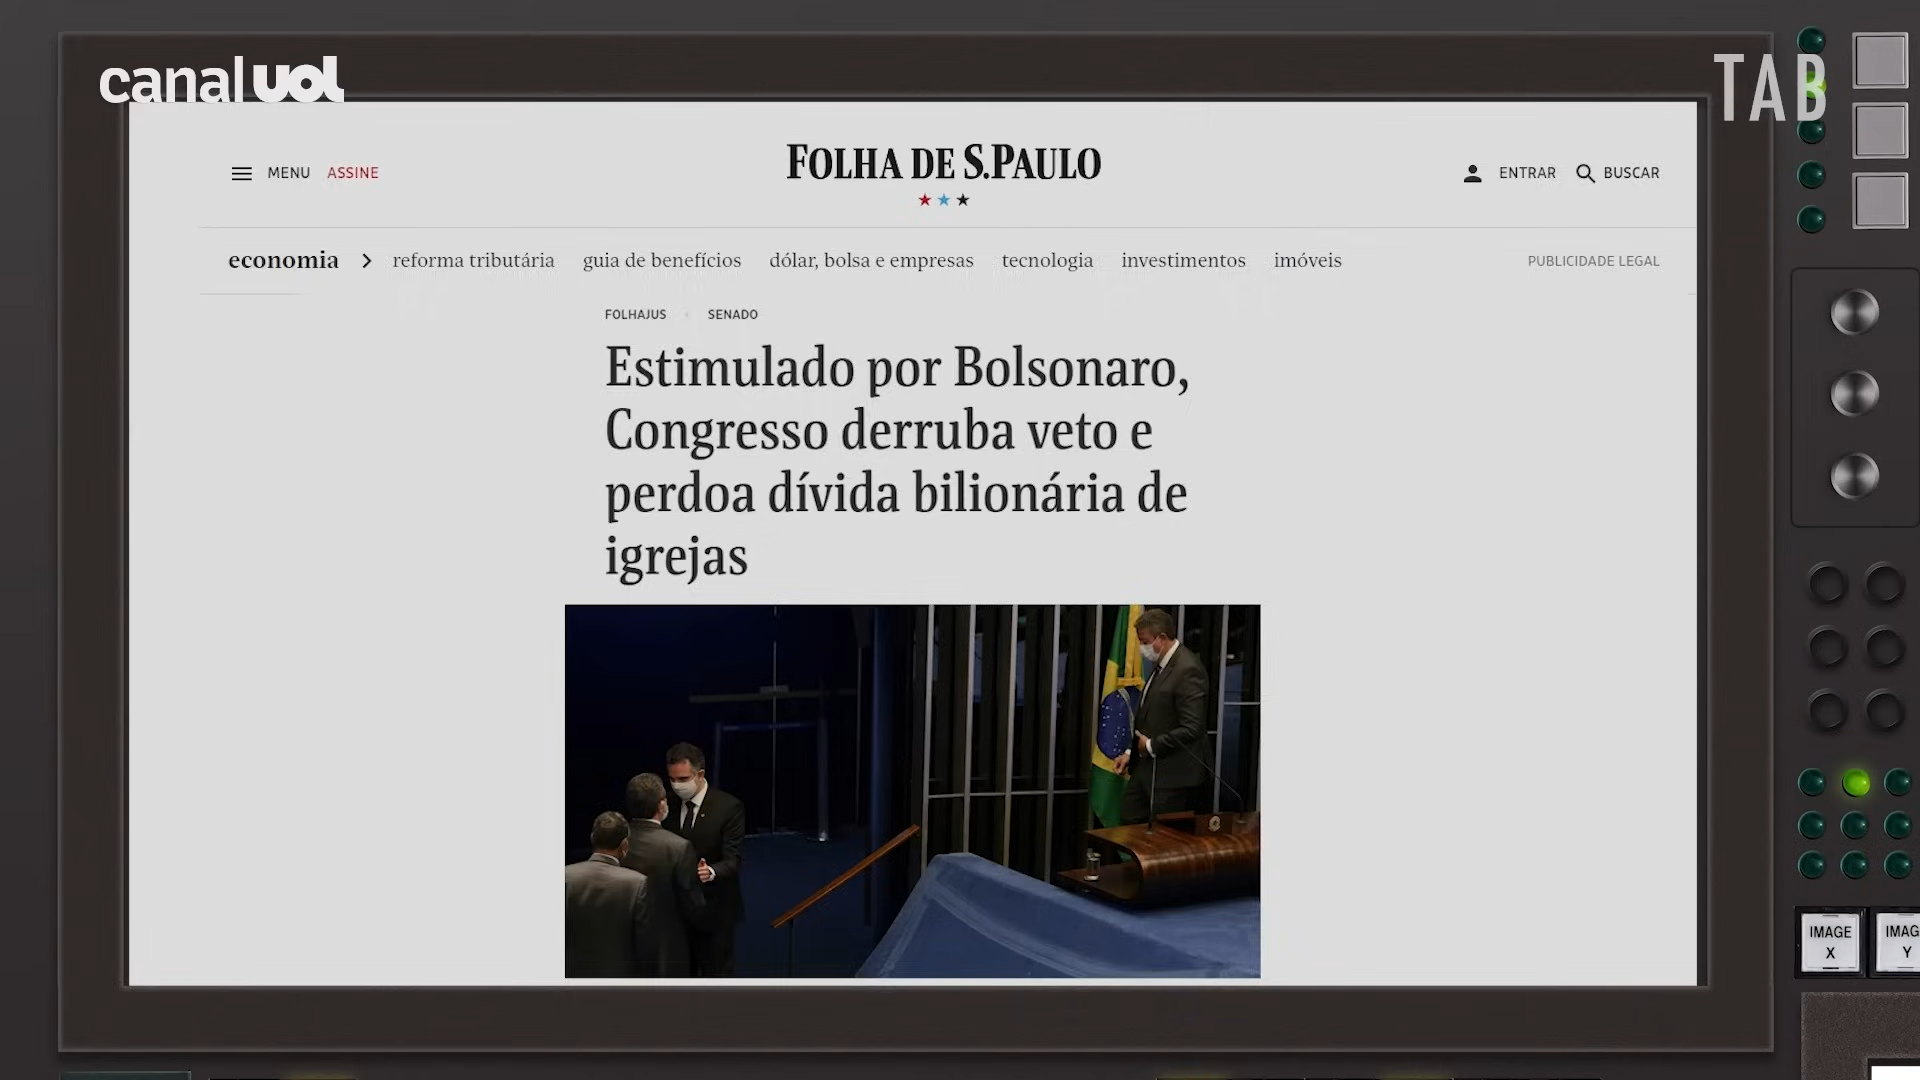 canal uol
TAB
MENU ASSINE
FOLHA DE S.PAULO
ENTRAR BUSCAR
economia > reforma tributária guia de benefícios dólar, bolsa e empresas tecnologia investimentos imóveis PUBLICIDADE LEGAL
FOLHAJUS • SENADO
Estimulado por Bolsonaro,
Congresso derruba veto e
perdoa dívida bilionária de
igrejas
IMAGE
X
IMAG
Y